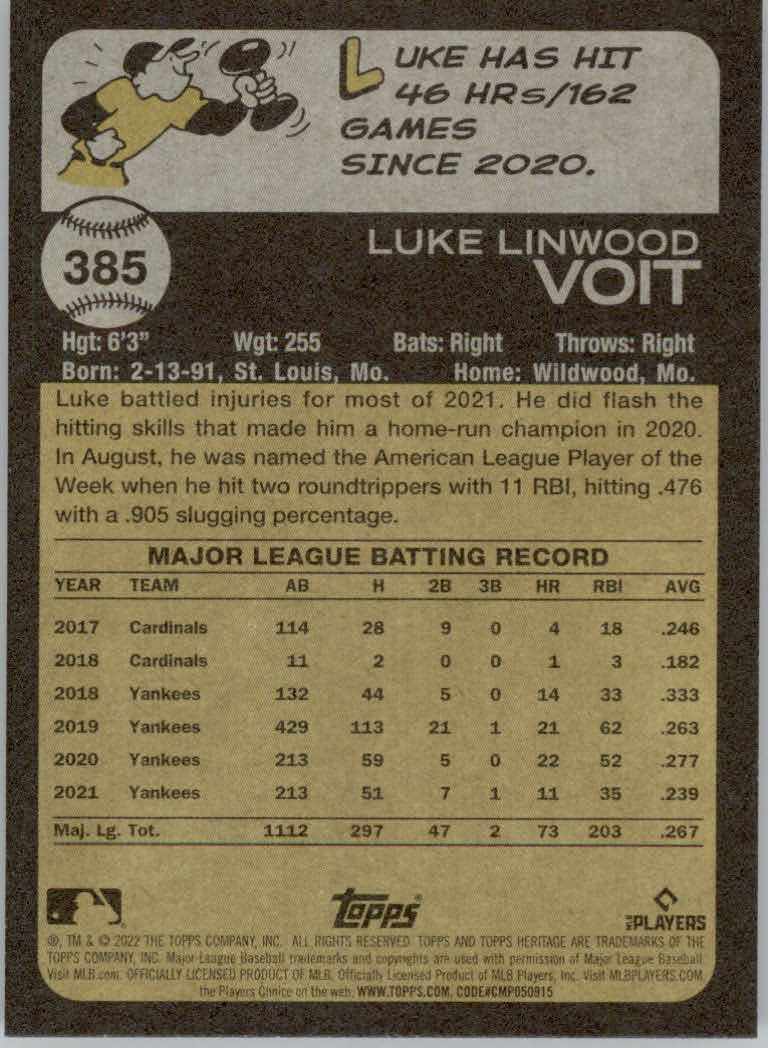 LUKE HAS HIT
46 HRs/162
GAMES
SINCE 2020.
385
LUKE LINWOOD
VOIT
Hgt: 6'3" Wgt: 255 Bats: Right Throws: Right
Born: 2-13-91, St. Louis, Mo. Home: Wildwood, Mo.
Luke battled injuries for most of 2021. He did flash the
hitting skills that made him a home-run champion in 2020.
In August, he was named the American League Player of the
Week when he hit two roundtrippers with 11 RBI, hitting .476
with a .905 slugging percentage.
MAJOR LEAGUE BATTING RECORD
YEAR TEAM AB H 2B 3B HR RBI AVG
2017 Cardinals 114 28 9 0 4 18 .246
2018 Cardinals 11 2 0 0 1 3 .182
2018 Yankees 132 44 5 0 14 33 .333
2019 Yankees 429 113 21 1 21 62 .263
2020 Yankees 213 59 5 0 22 52 .277
2021 Yankees 213 51 7 1 11 35 .239
Maj. Lg. Tot. 1112 297 47 2 73 203 .267
Topps®
MLB PLAYERS
®, TM & © 2022 THE TOPPS COMPANY, INC. ALL RIGHTS RESERVED. TOPPS AND TOPPS HERITAGE ARE TRADEMARKS OF THE
TOPPS COMPANY, INC. Major League Baseball trademarks and copyrights are used with permission of Major League Baseball.
Visit MLB.com. OFFICIALLY LICENSED PRODUCT OF MLB. Officially Licensed Product of MLB Players, Inc. Visit MLBPLAYERS.COM,
the Players Choice on the web. WWW.TOPPS.COM. CODE#CMP050915